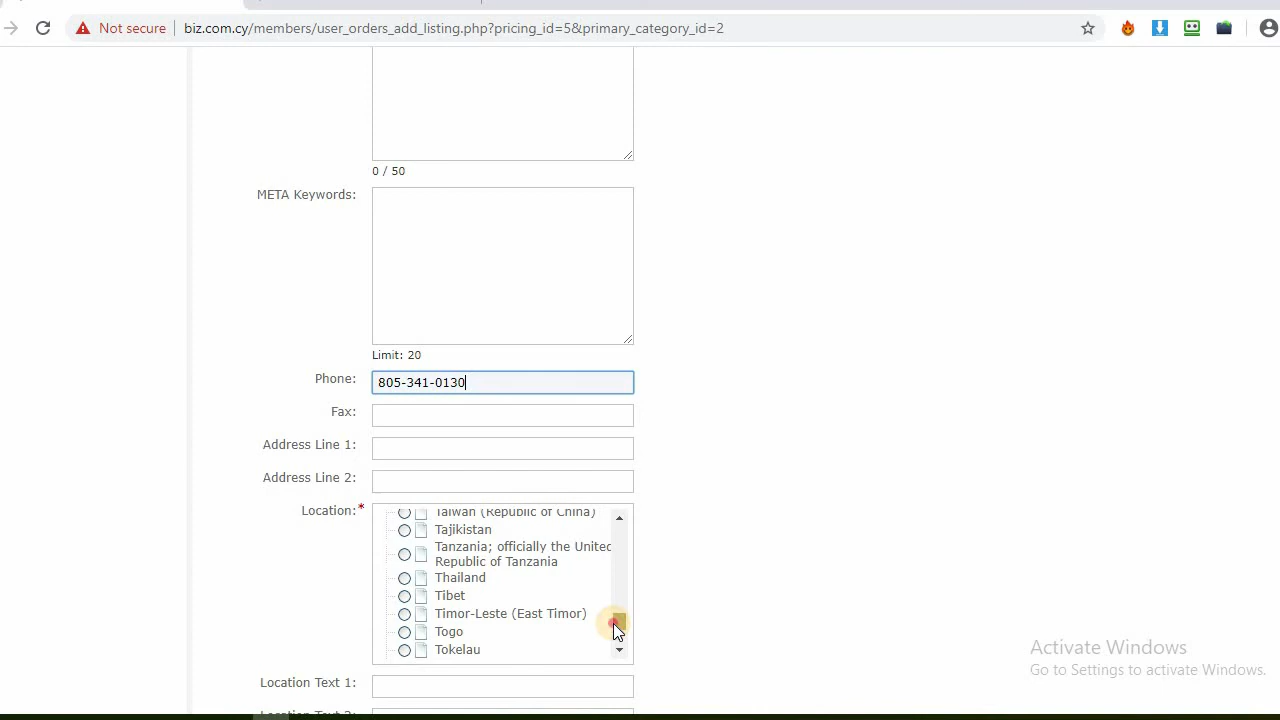 Not secure
biz.com.cy/members/user_orders_add_listing.php?pricing_id=5&primary_category_id=2
0 / 50
META Keywords:
Limit: 20
Phone: 805-341-0130
Fax:
Address Line 1:
Address Line 2:
Location:*
Taiwan (Republic of China)
Tajikistan
Tanzania; officially the United
Republic of Tanzania
Thailand
Tibet
Timor-Leste (East Timor)
Togo
Tokelau
Location Text 1:
Activate Windows
Go to Settings to activate Windows.